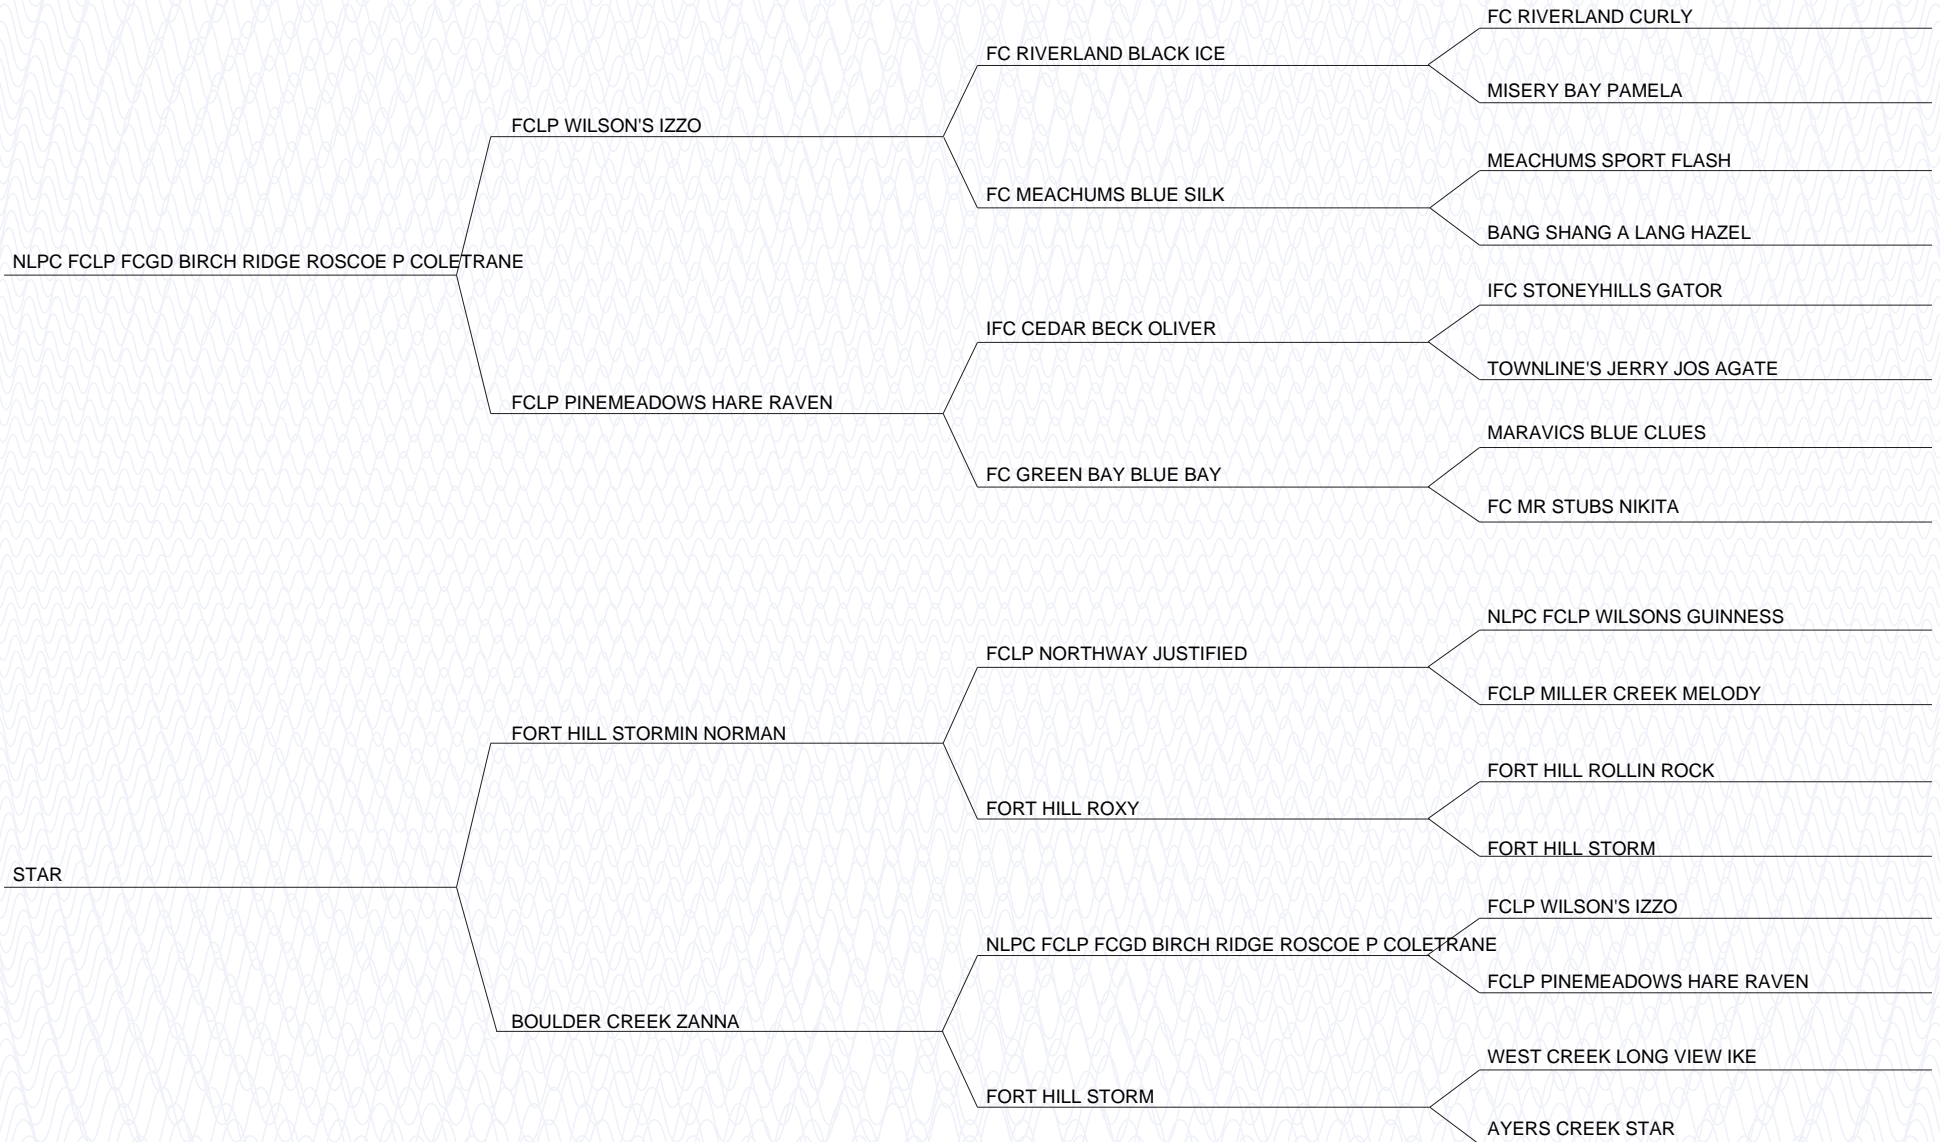 FC RIVERLAND CURLY
FC RIVERLAND BLACK ICE
MISERY BAY PAMELA
FCLP WILSON'S IZZO
MEACHUMS SPORT FLASH
FC MEACHUMS BLUE SILK
BANG SHANG A LANG HAZEL
NLPC FCLP FCGD BIRCH RIDGE ROSCOE P COLETRANE
IFC STONEYHILLS GATOR
IFC CEDAR BECK OLIVER
TOWNLINE'S JERRY JOS AGATE
FCLP PINEMEADOWS HARE RAVEN
MARAVICS BLUE CLUES
FC GREEN BAY BLUE BAY
FC MR STUBS NIKITA
NLPC FCLP WILSONS GUINNESS
FCLP NORTHWAY JUSTIFIED
FCLP MILLER CREEK MELODY
FORT HILL STORMIN NORMAN
FORT HILL ROLLIN ROCK
FORT HILL ROXY
FORT HILL STORM
STAR
FCLP WILSON'S IZZO
NLPC FCLP FCGD BIRCH RIDGE ROSCOE P COLETRANE
FCLP PINEMEADOWS HARE RAVEN
BOULDER CREEK ZANNA
WEST CREEK LONG VIEW IKE
FORT HILL STORM
AYERS CREEK STAR